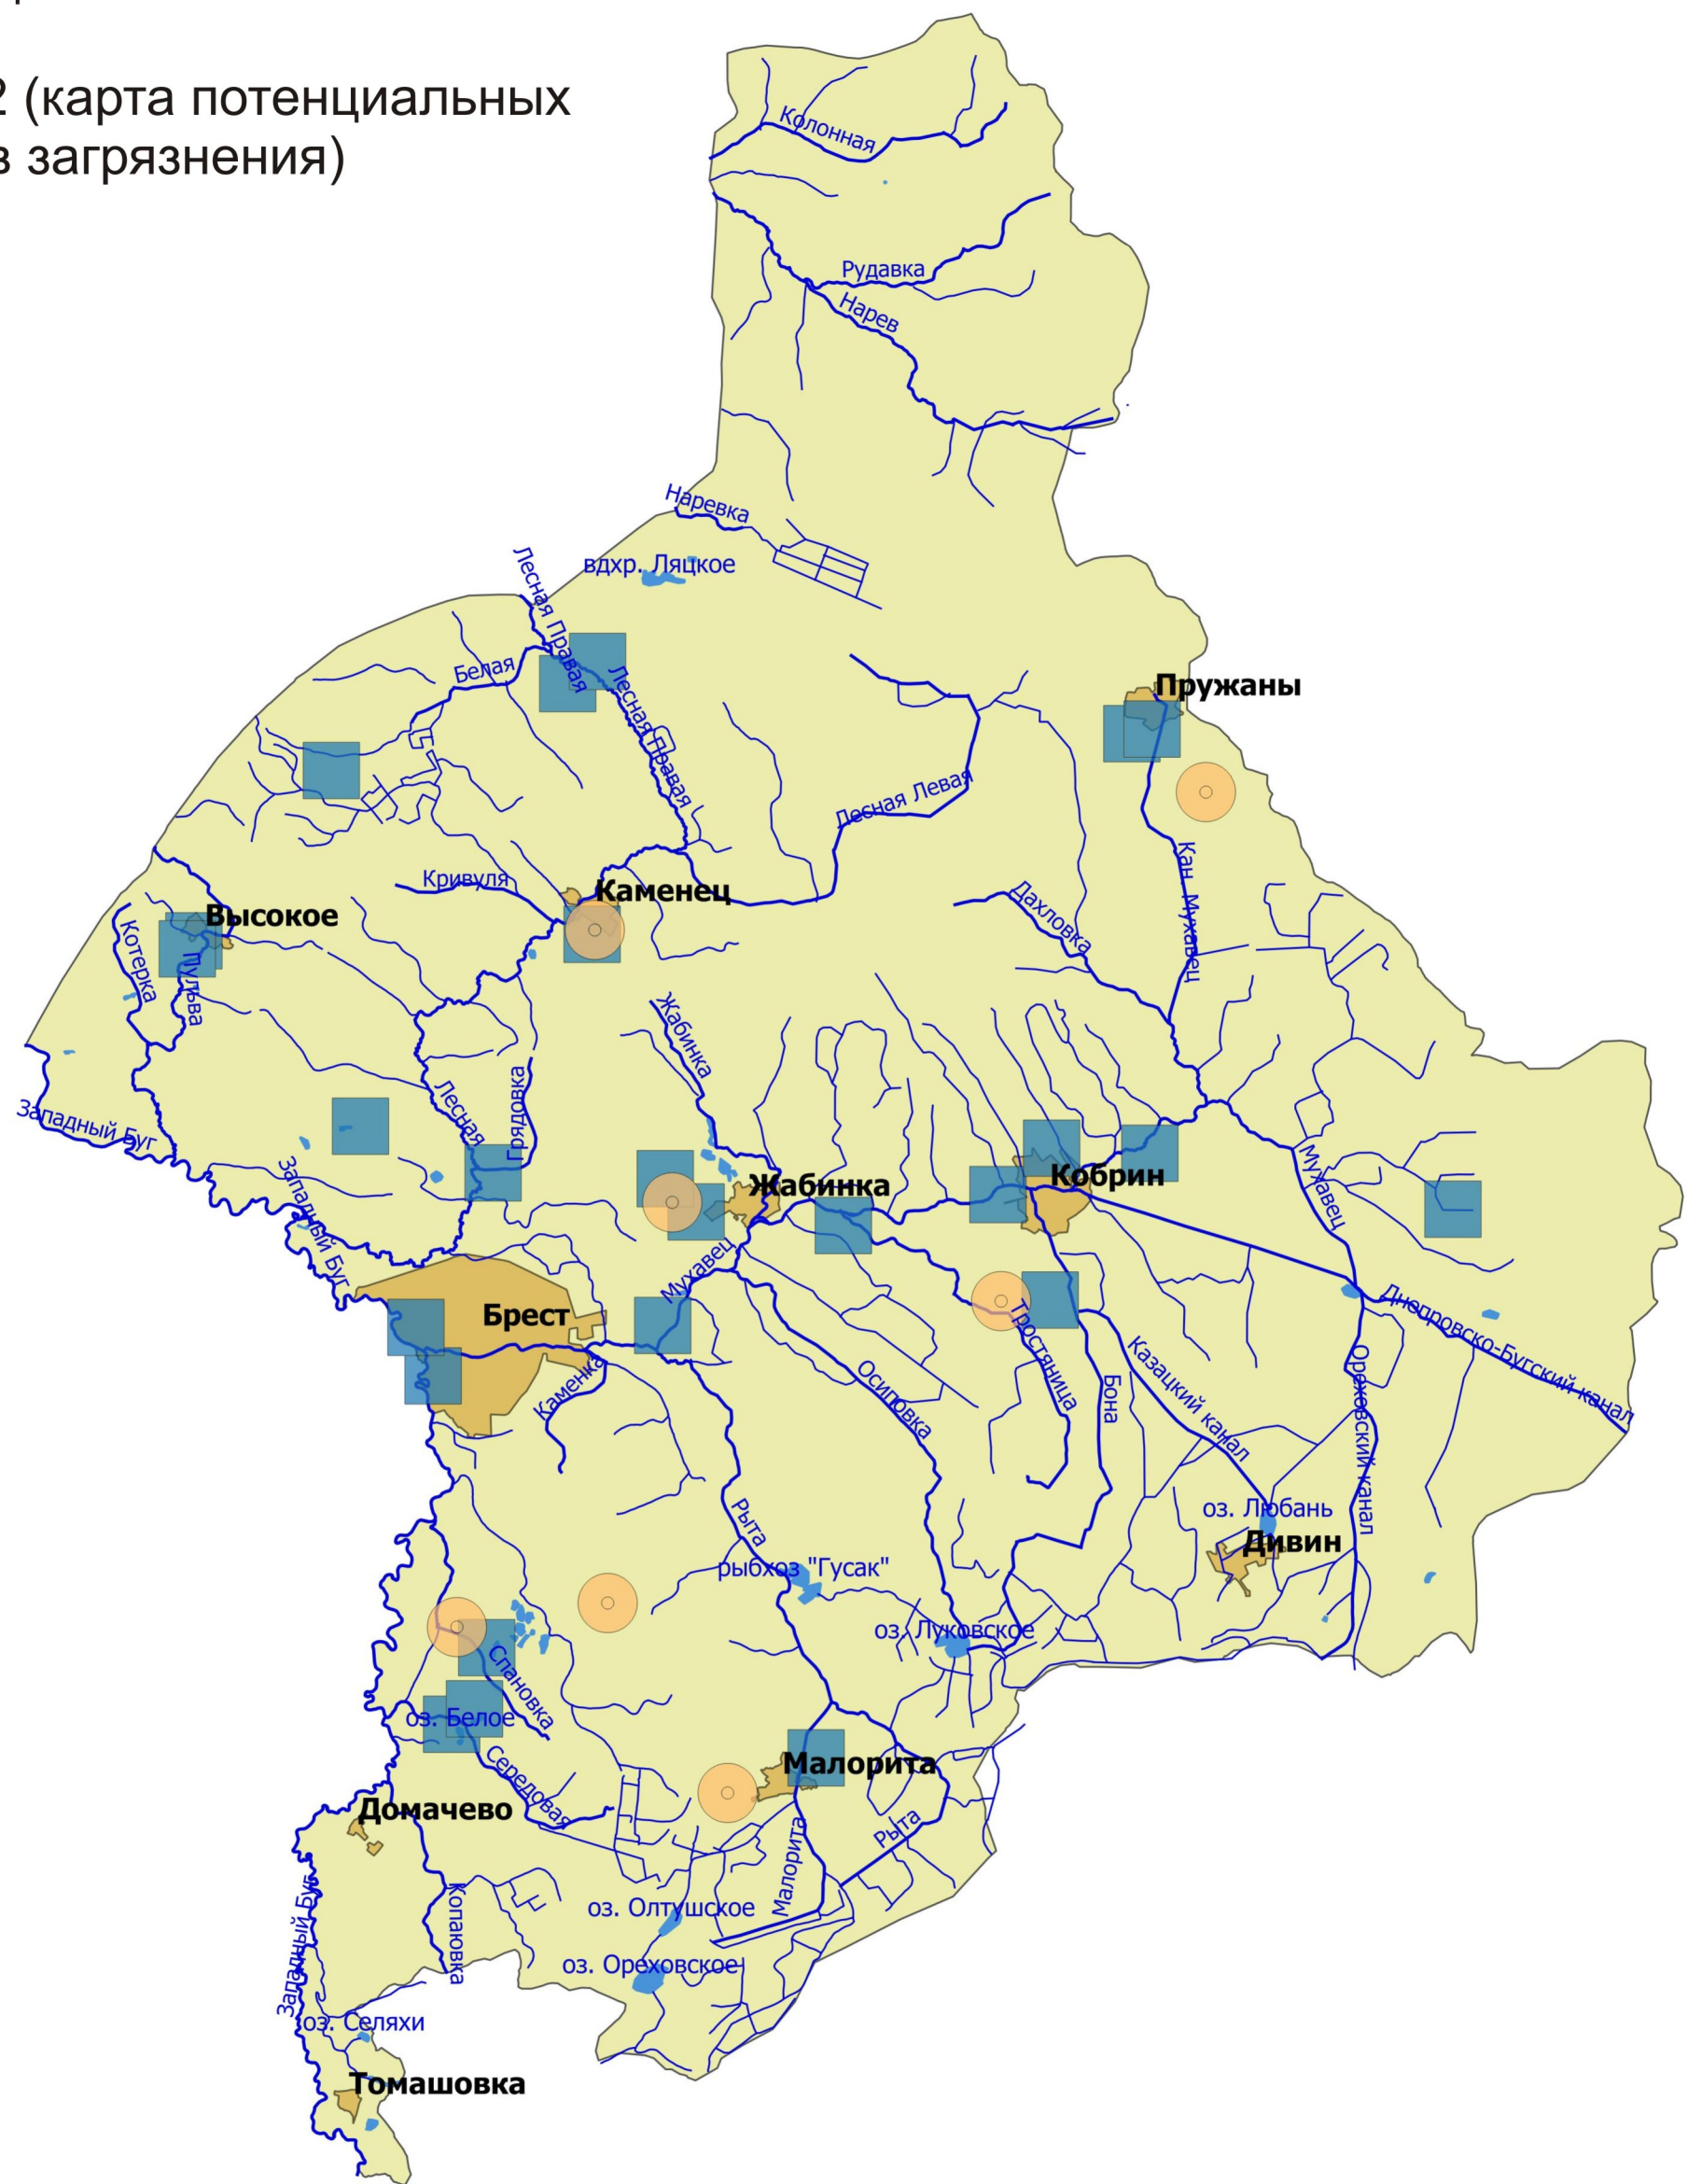 2 (карта потенциальных
в загрязнения)
Колонная
Рудавка
Нарев
Наревка
вдхр. Ляцкое
Лесная Правая
Белая
Лесная Правая
Пружаны
Лесная Левая
Кан. Мухавец
Кривуля
Каменец
Дахловка
Высокое
Котерка
Пульва
Жабинка
Лесная
Грядовка
Западный Буг
Западный Буг
Жабинка
Кобрин
Мухавец
Мухавец
Брест
Днепровско-Бугский канал
Тростяница
Казацкий канал
Каменка
Осиповка
Бона
Ореховский канал
Рыта
оз. Любань
Дивин
рыбхоз "Гусак"
оз. Луковское
Спановка
оз. Белое
Середовая
Малорита
Домачево
Рыта
Малорита
Копаювка
оз. Олтушское
оз. Ореховское
Западный Буг
оз. Селяхи
Томашовка